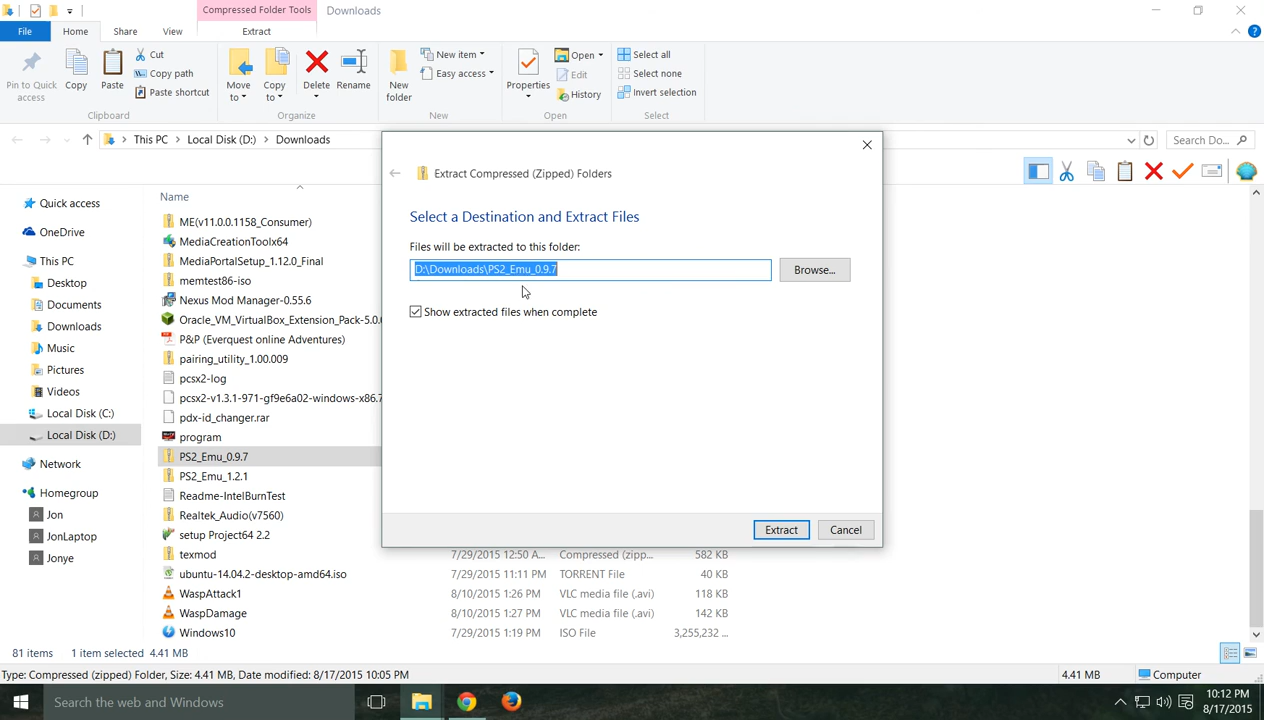 Compressed Folder Tools
Downloads
File
Home
Share
View
Extract
Pin to Quick access
Copy
Paste
Cut
Copy path
Paste shortcut
Clipboard
Move to
Copy to
Delete
Rename
Organize
New folder
New item
Easy access
New
Properties
Open
Edit
History
Open
Select all
Select none
Invert selection
Select
This PC
Local Disk (D:)
Downloads
Search Do...
Quick access
OneDrive
This PC
Desktop
Documents
Downloads
Music
Pictures
Videos
Local Disk (C:)
Local Disk (D:)
Network
Homegroup
Jon
JonLaptop
Jonye
Name
ME(v11.0.0.1158_Consumer)
MediaCreationToolx64
MediaPortalSetup_1.12.0_Final
memtest86-iso
Nexus Mod Manager-0.55.6
Oracle_VM_VirtualBox_Extension_Pack-5.0.
P&P (Everquest online Adventures)
pairing_utility_1.00.009
pcsx2-log
pcsx2-v1.3.1-971-gf9e6a02-windows-x86.7
pdx-id_changer.rar
program
PS2_Emu_0.9.7
PS2_Emu_1.2.1
Readme-IntelBurnTest
Realtek_Audio(v7560)
setup Project64 2.2
texmod 7/29/2015 12:50 A... Compressed (zipp... 582 KB
ubuntu-14.04.2-desktop-amd64.iso 7/29/2015 11:11 PM TORRENT File 40 KB
WaspAttack1 8/10/2015 1:26 PM VLC media file (.avi) 118 KB
WaspDamage 8/10/2015 1:27 PM VLC media file (.avi) 142 KB
Windows10 7/29/2015 1:19 PM ISO File 3,255,232 ...
Extract Compressed (Zipped) Folders
Select a Destination and Extract Files
Files will be extracted to this folder:
D:\Downloads\PS2_Emu_0.9.7
Browse...
Show extracted files when complete
Extract
Cancel
81 items 1 item selected 4.41 MB
Type: Compressed (zipped) Folder, Size: 4.41 MB, Date modified: 8/17/2015 10:05 PM
4.41 MB
Computer
Search the web and Windows
10:12 PM
8/17/2015